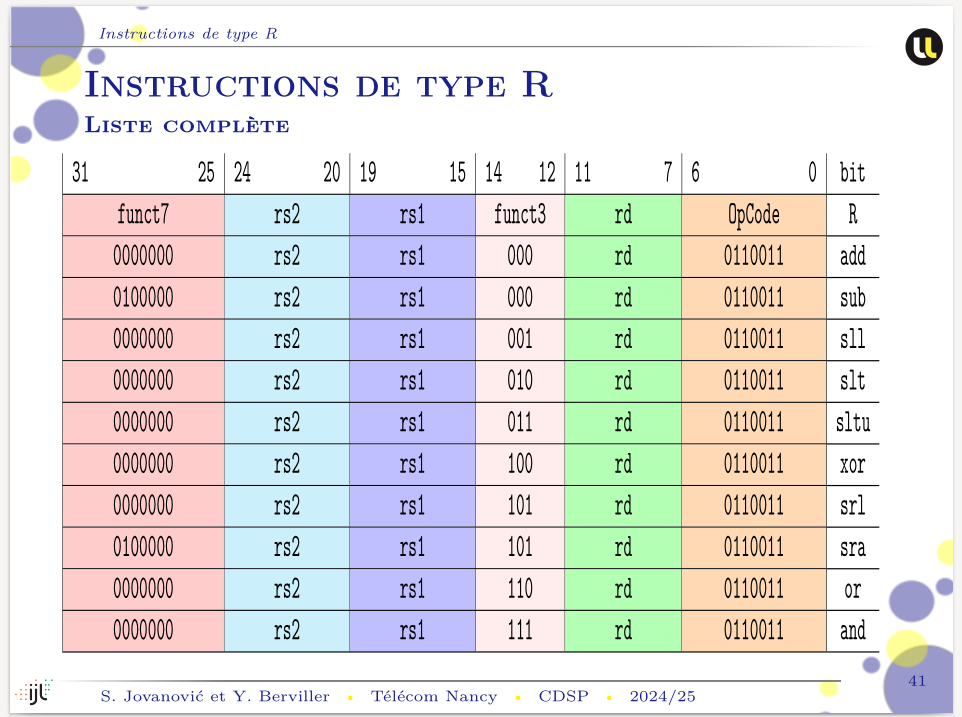 Instructions de type R
Instructions de type R
Liste complète
31 25 24 20 19 15 14 12 11 7 6 0 bit
funct7 rs2 rs1 funct3 rd OpCode R
0000000 rs2 rs1 000 rd 0110011 add
0100000 rs2 rs1 000 rd 0110011 sub
0000000 rs2 rs1 001 rd 0110011 sll
0000000 rs2 rs1 010 rd 0110011 slt
0000000 rs2 rs1 011 rd 0110011 sltu
0000000 rs2 rs1 100 rd 0110011 xor
0000000 rs2 rs1 101 rd 0110011 srl
0100000 rs2 rs1 101 rd 0110011 sra
0000000 rs2 rs1 110 rd 0110011 or
0000000 rs2 rs1 111 rd 0110011 and
41
ijl S. Jovanović et Y. Berviller • Télécom Nancy • CDSP • 2024/25